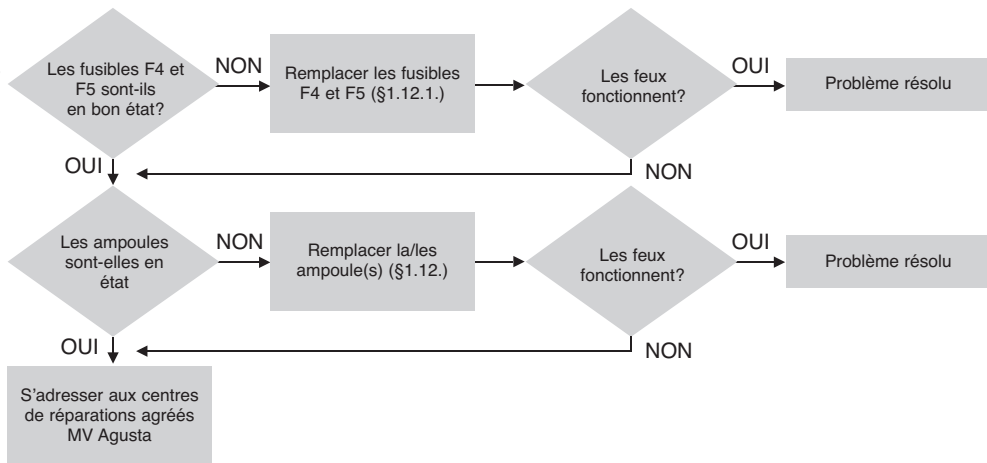 Les fusibles F4 et
F5 sont-ils
en bon état?
NON
Remplacer les fusibles
F4 et F5 (§1.12.1.)
Les feux
fonctionnent?
OUI
Problème résolu
OUI
NON
Les ampoules
sont-elles en
état
NON
Remplacer la/les
ampoule(s) (§1.12.)
Les feux
fonctionnent?
OUI
Problème résolu
OUI
NON
S'adresser aux centres
de réparations agréés
MV Agusta